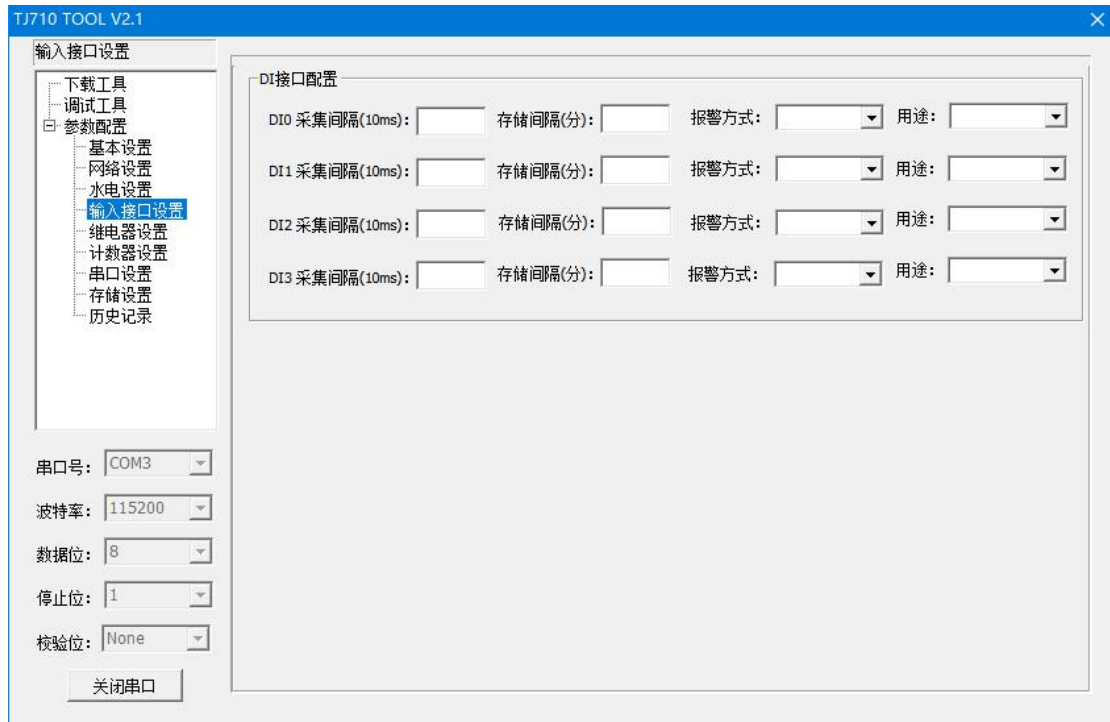 TJ710 TOOL V2.1
输入接口设置
下载工具
调试工具
参数配置
基本设置
网络设置
水电设置
输入接口设置
继电器设置
计数器设置
串口设置
存储设置
历史记录
串口号: COM3
波特率: 115200
数据位: 8
停止位: 1
校验位: None
关闭串口
DI接口配置
DI0 采集间隔(10ms): 存储间隔(分): 报警方式: 用途:
DI1 采集间隔(10ms): 存储间隔(分): 报警方式: 用途:
DI2 采集间隔(10ms): 存储间隔(分): 报警方式: 用途:
DI3 采集间隔(10ms): 存储间隔(分): 报警方式: 用途: